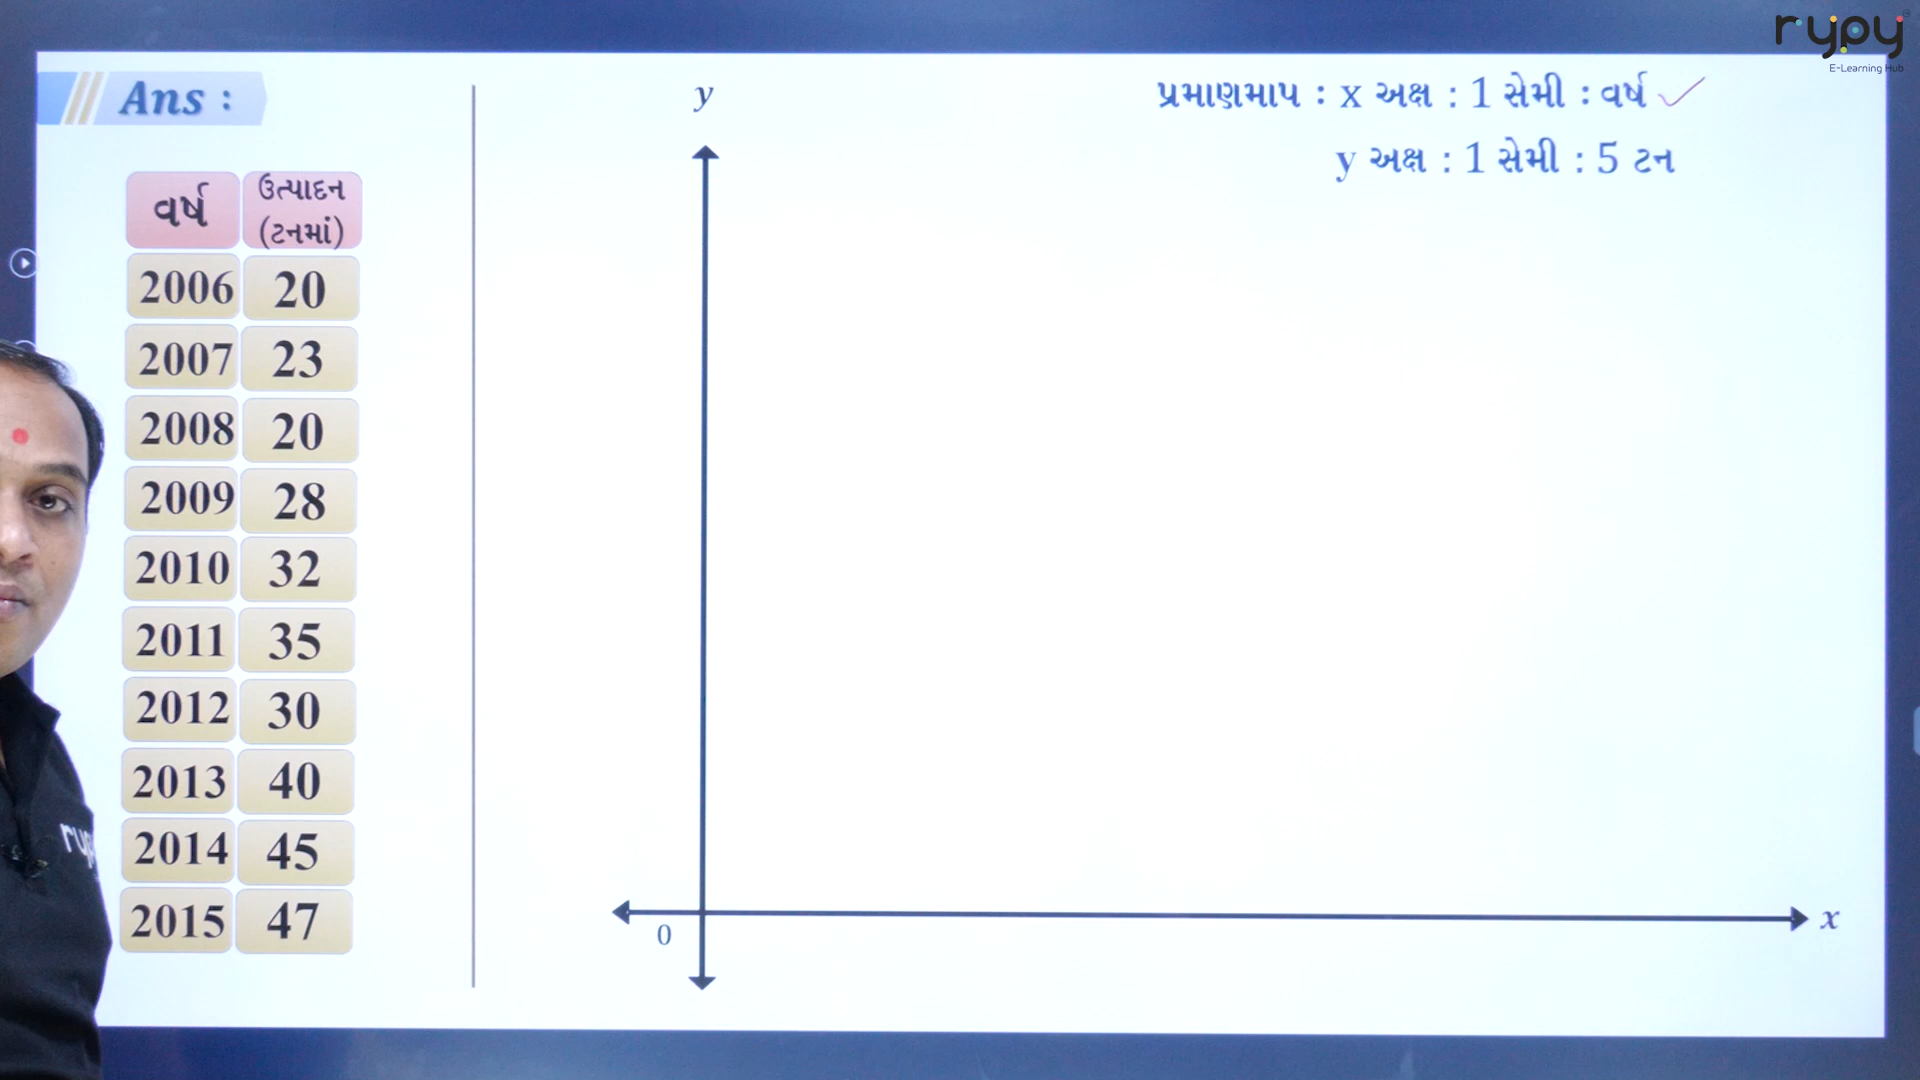 rypy
E-Learning Hub
Ans :
y
પ્રમાણમાપ : x અક્ષ : 1 સેમી : વર્ષ
y અક્ષ : 1 સેમી : 5 ટન
વર્ષ ઉત્પાદન (ટનમાં)
2006 20
2007 23
2008 20
2009 28
2010 32
2011 35
2012 30
2013 40
2014 45
2015 47
0
x